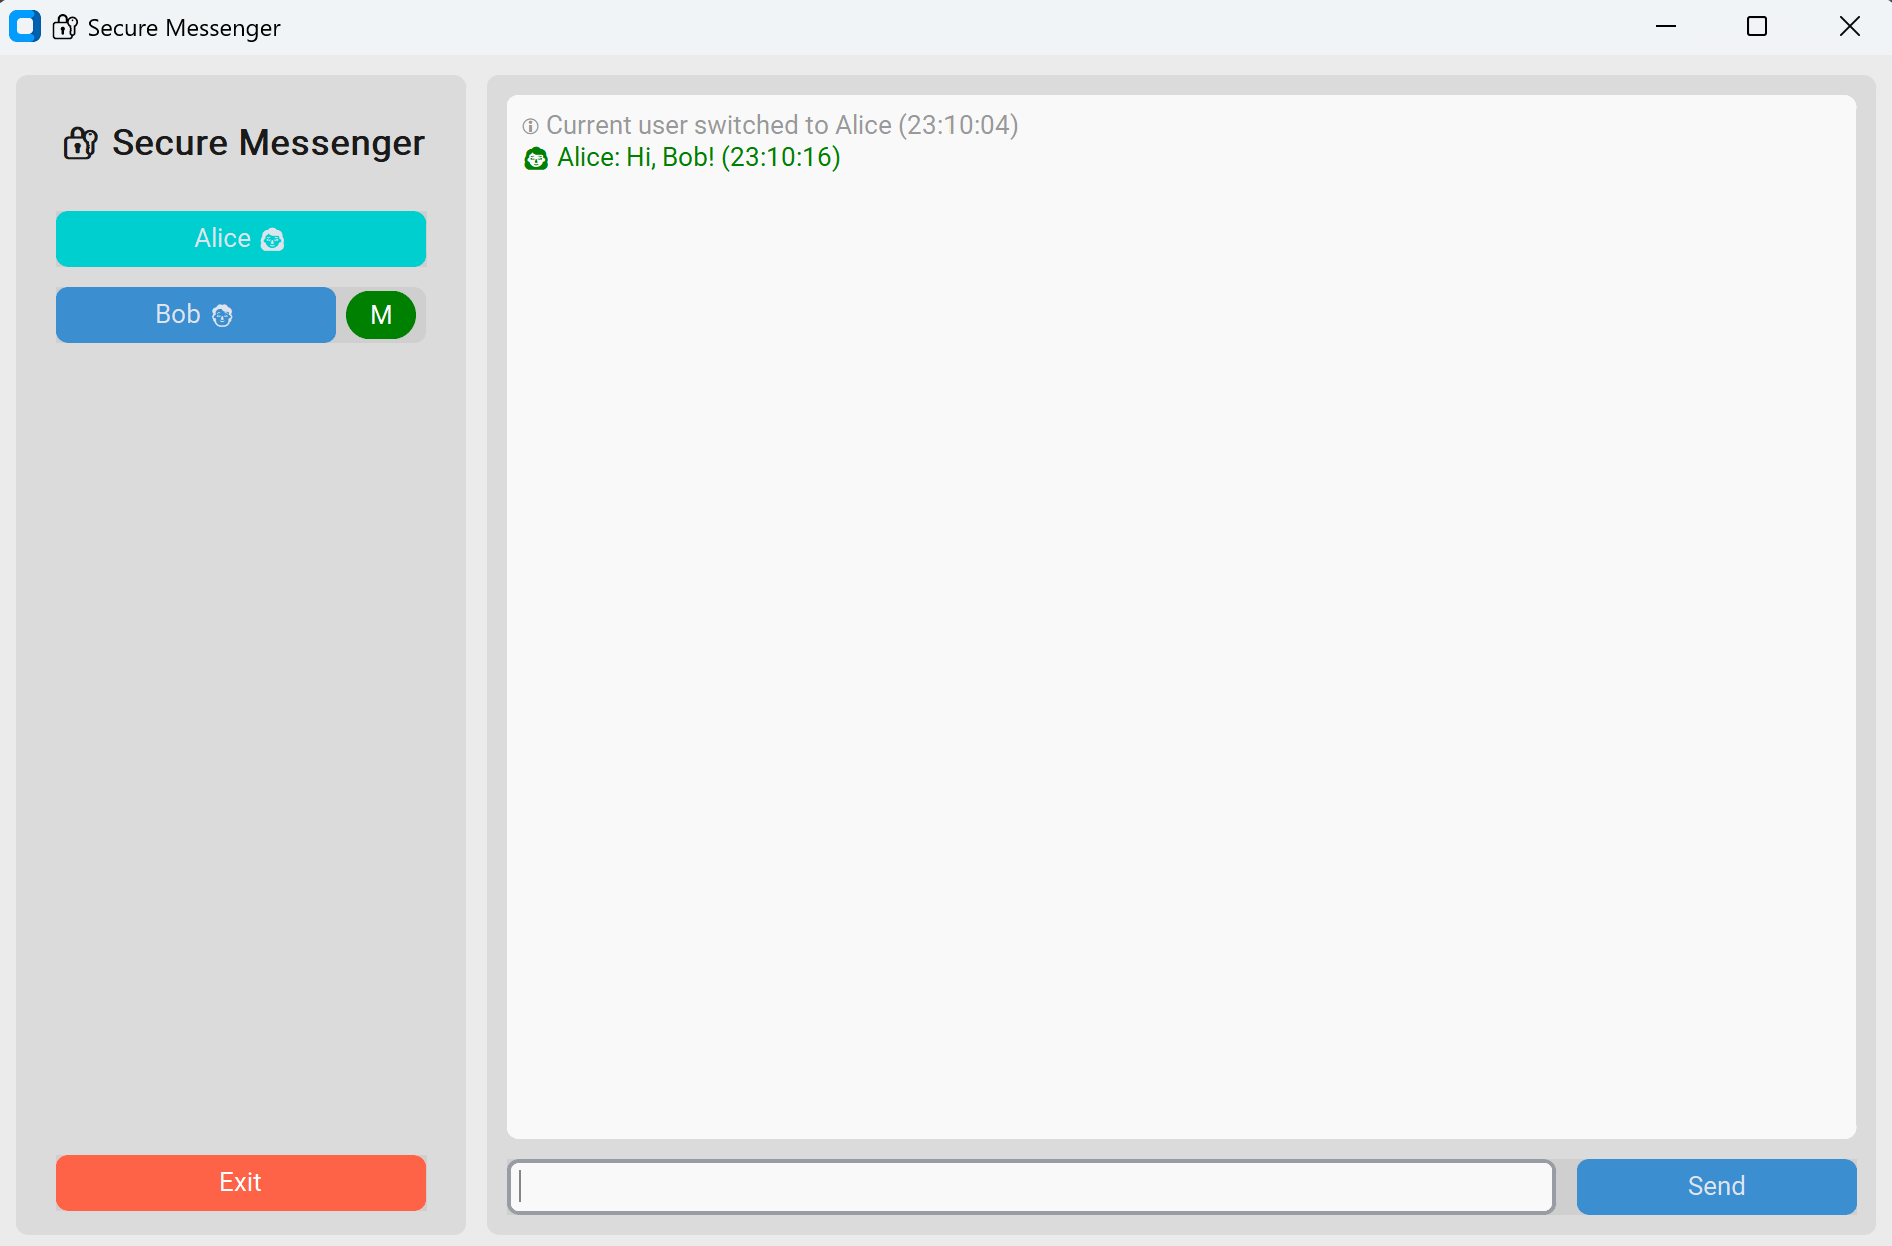 🔐 Secure Messenger
🔐 Secure Messenger
Alice 👩
Bob 👨
M
Exit
ⓘ Current user switched to Alice (23:10:04)
👩 Alice: Hi, Bob! (23:10:16)
Send